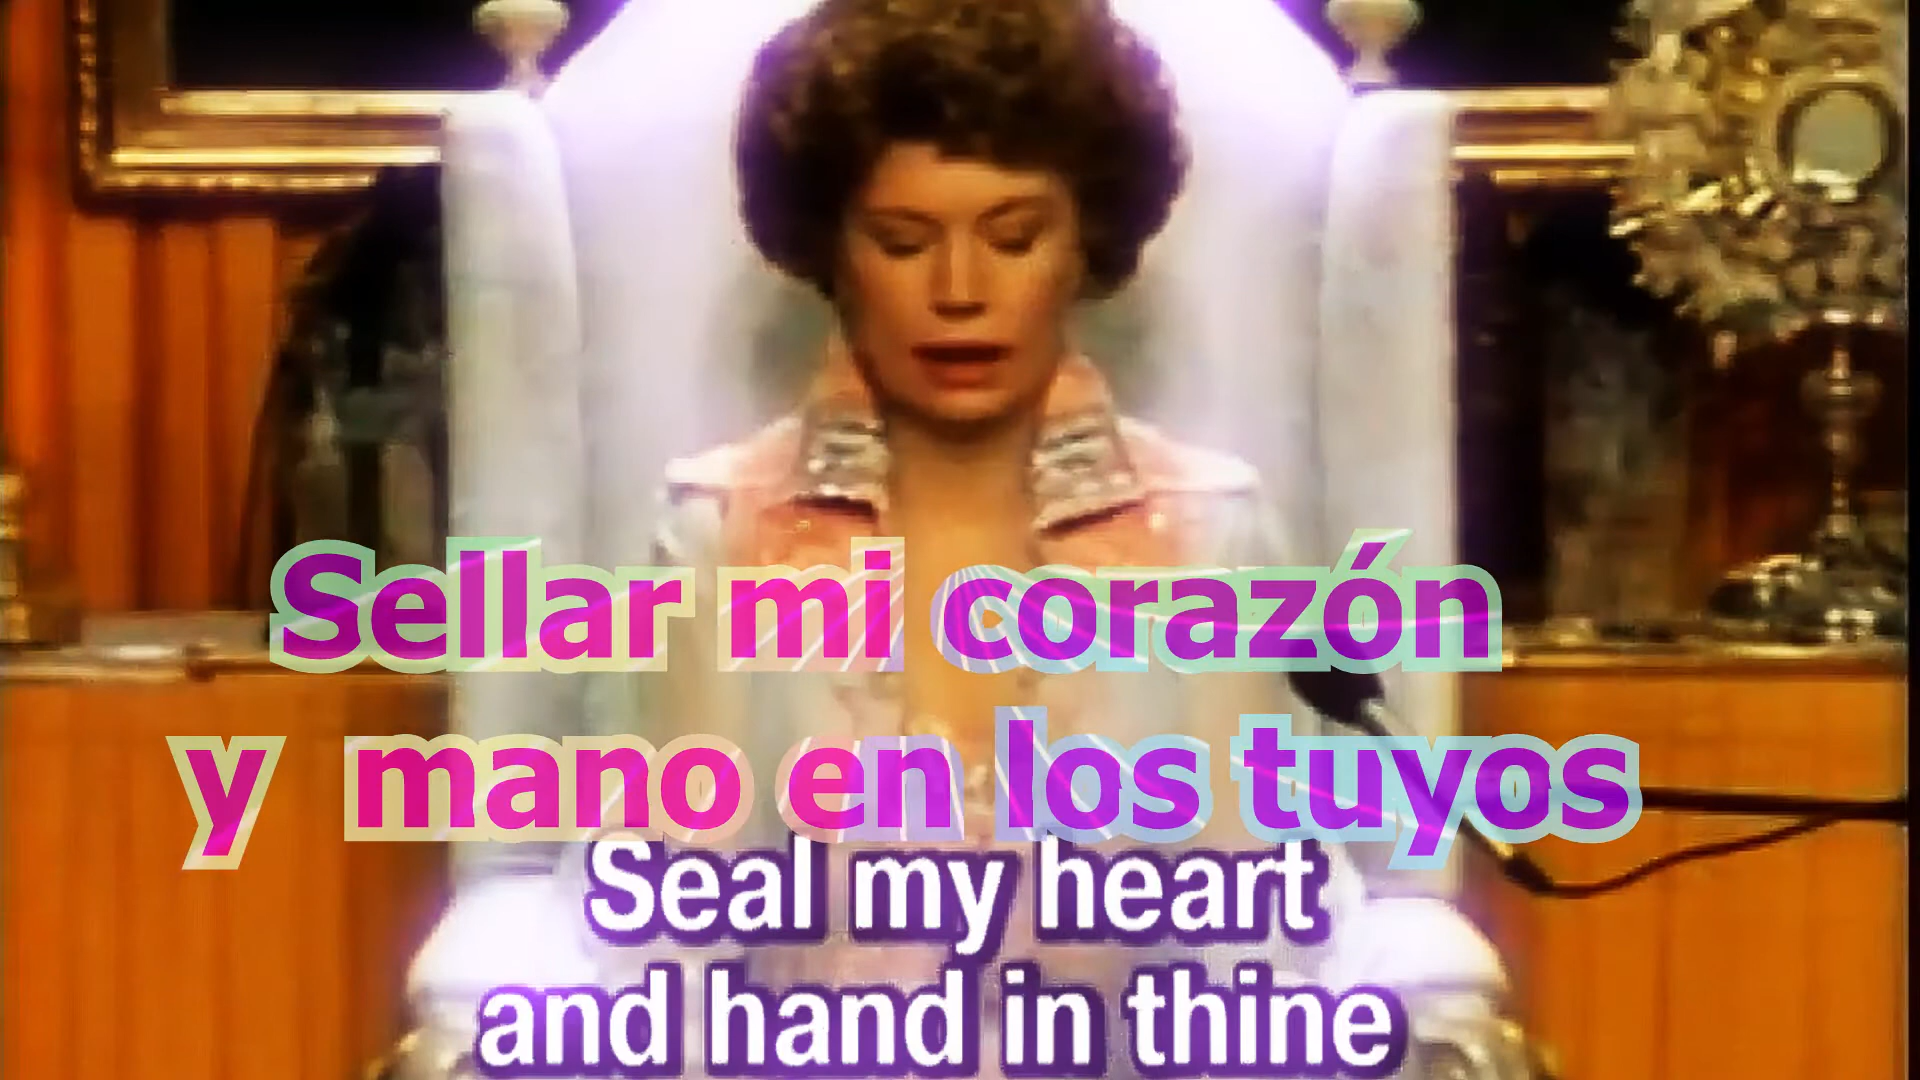 Sellar mi corazón
y mano en los tuyos
Seal my heart
and hand in thine